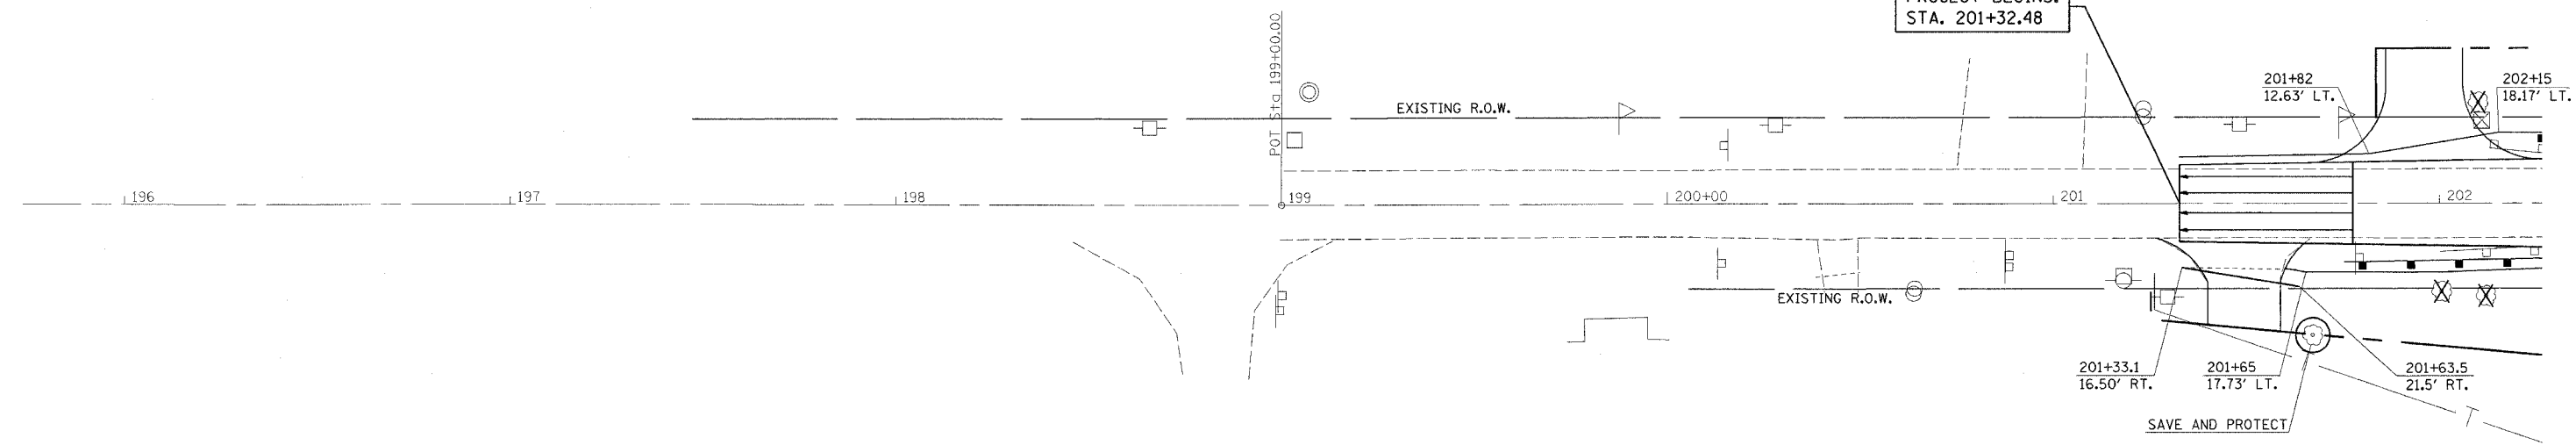 PROJECT BEGINS:
STA. 201+32.48
POT Sta 199+00.00
201+82
12.63' LT.
202+15
18.17' LT.
EXISTING R.O.W.
196
197
198
199
200+00
201
202
EXISTING R.O.W.
201+33.1
16.50' RT.
201+65
17.73' LT.
201+63.5
21.5' RT.
SAVE AND PROTECT
T